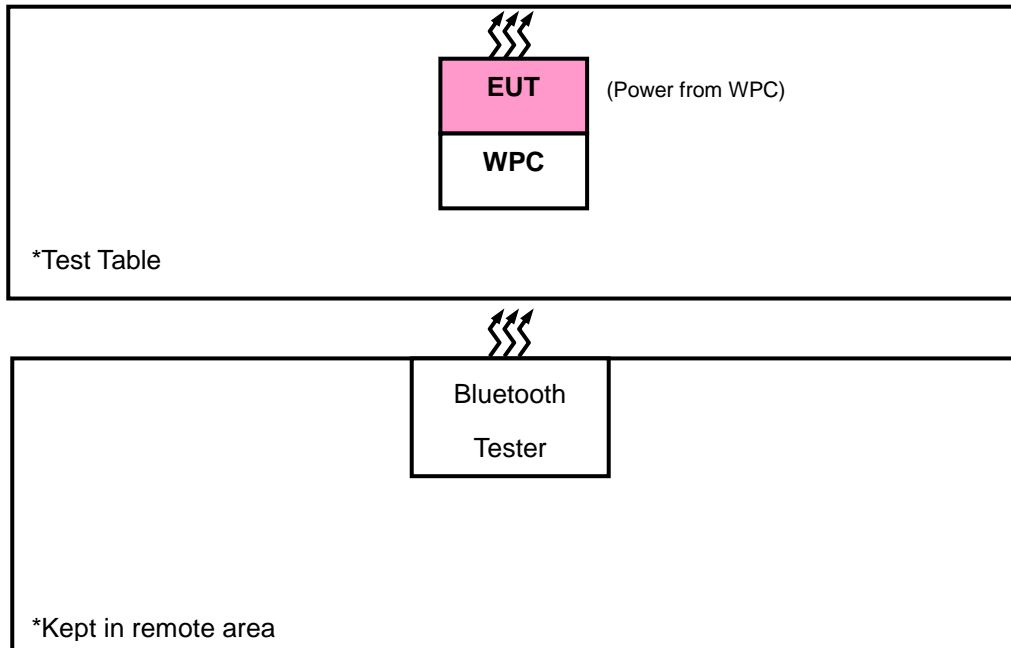 EUT
(Power from WPC)
WPC
*Test Table
Bluetooth
Tester
*Kept in remote area